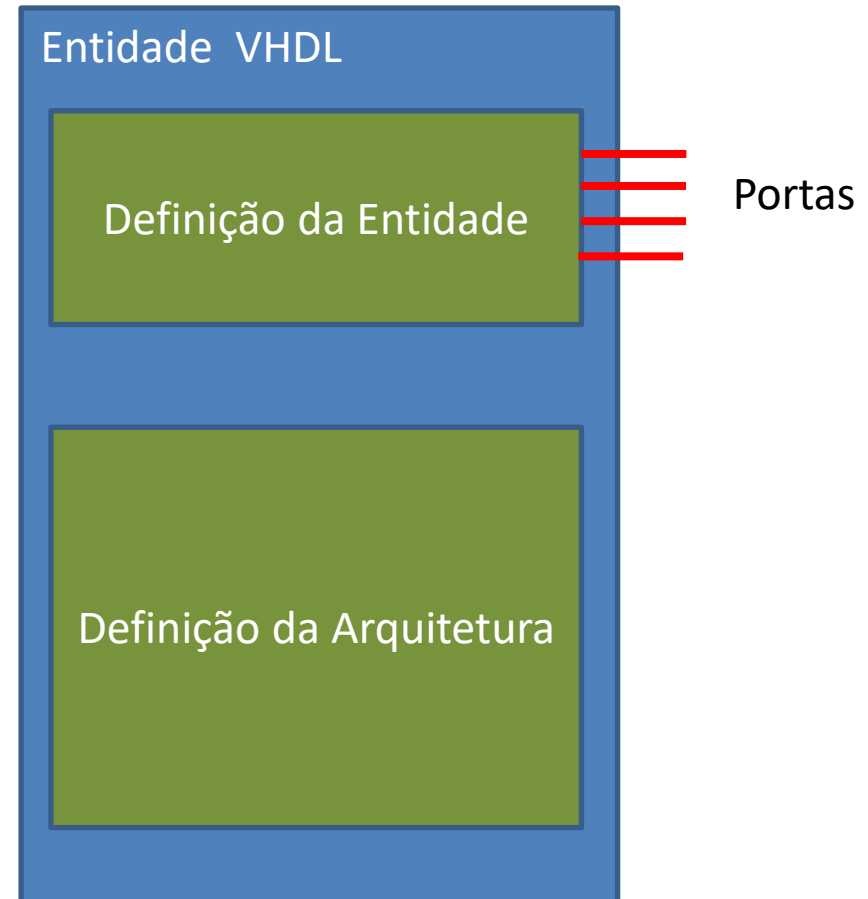 Entidade VHDL
Definição da Entidade
Portas
Definição da Arquitetura